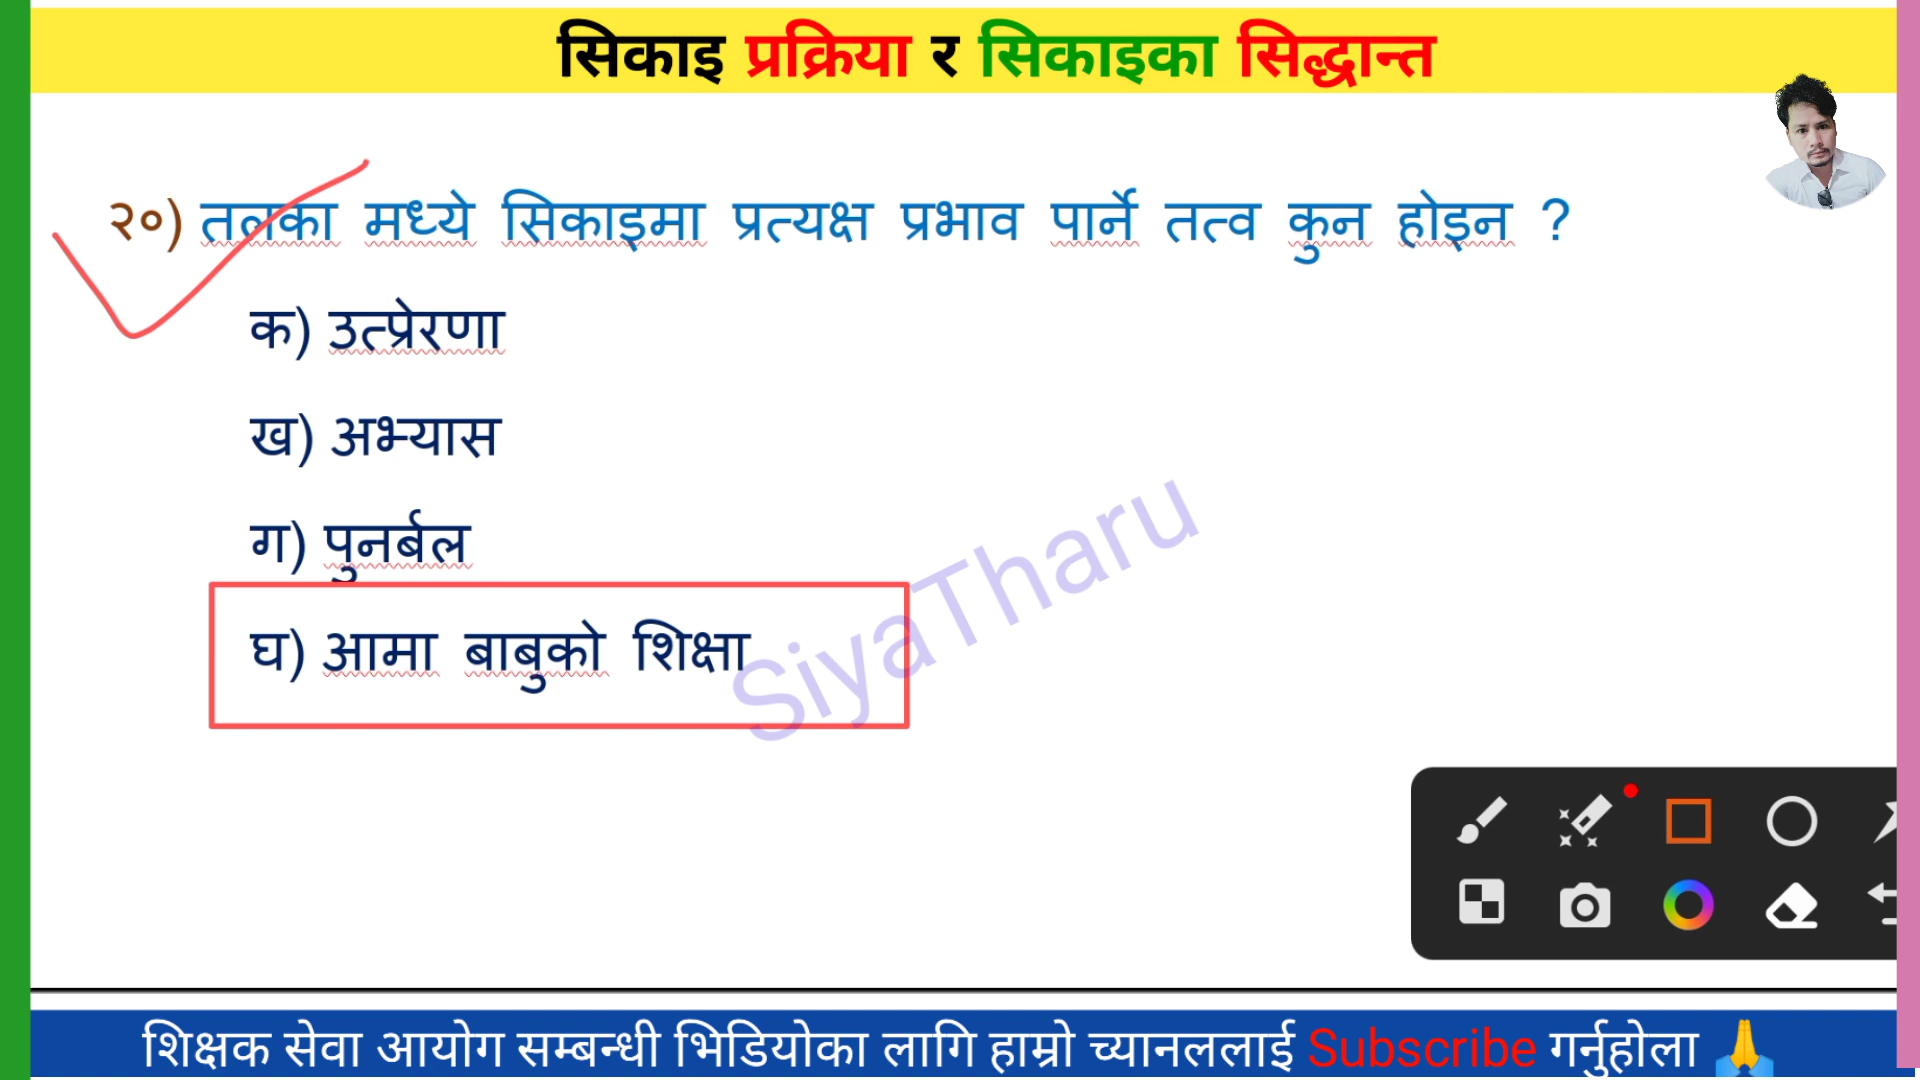 सिकाइ प्रक्रिया र सिकाइका सिद्धान्त
२०) तलका मध्ये सिकाइमा प्रत्यक्ष प्रभाव पार्ने तत्व कुन होइन ?
क) उत्प्रेरणा
ख) अभ्यास
ग) पुनर्बल
घ) आमा बाबुको शिक्षा
SiyaTharu
शिक्षक सेवा आयोग सम्बन्धी भिडियोका लागि हाम्रो च्यानललाई Subscribe गर्नुहोला 🙏